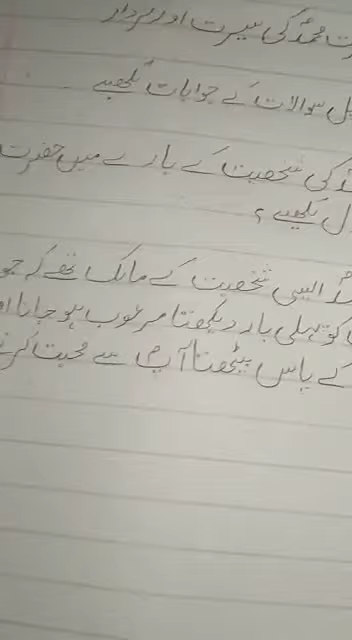 ت محمدؐ کی سیرت اور کردار
سوالات کے جوابات لکھیے
کی شخصیت کے بارے میں حضرت
لکھیے ؟
ایسی شخصیت کے مالک تھے کہ جو
کو پہلی بار دیکھتا مرعوب ہو جاتا
کے پاس بیٹھتا آپؐ سے محبت کرنے